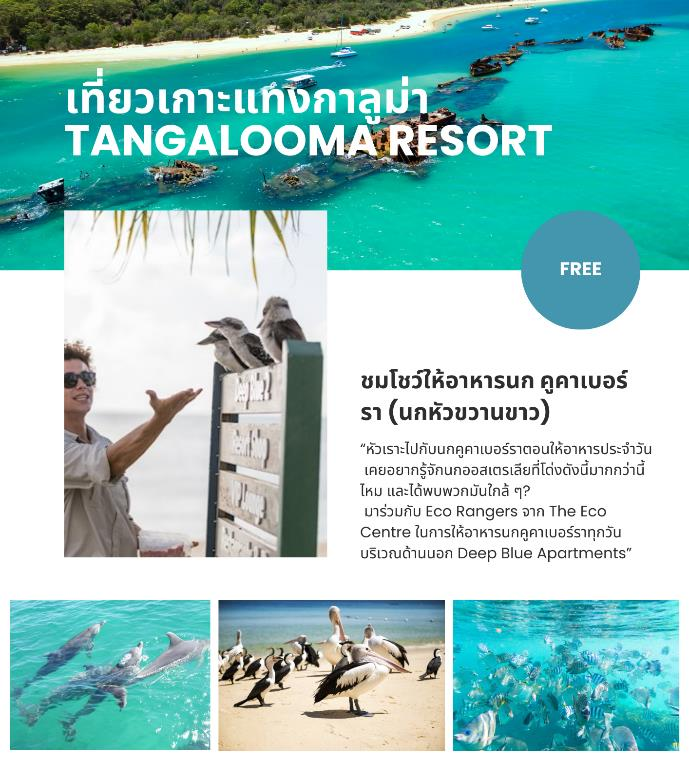 เที่ยวเกาะแทงกาลูม่า
TANGALOOMA RESORT
FREE
Deep Blue 2
Resort Shop
VIP Lounge
ชมโชว์ให้อาหารนก คูคาเบอร์
รา (นกหัวขวานขาว)
“หัวเราะไปกับนกคูคาเบอร์ราตอนให้อาหารประจำวัน
เคยอยากรู้จักนกออสเตรเลียที่โด่งดังนี้มากกว่านี้
ไหม และได้พบพวกมันใกล้ ๆ?
มาร่วมกับ Eco Rangers จาก The Eco
Centre ในการให้อาหารนกคูคาเบอร์ราทุกวัน
บริเวณด้านนอก Deep Blue Apartments”